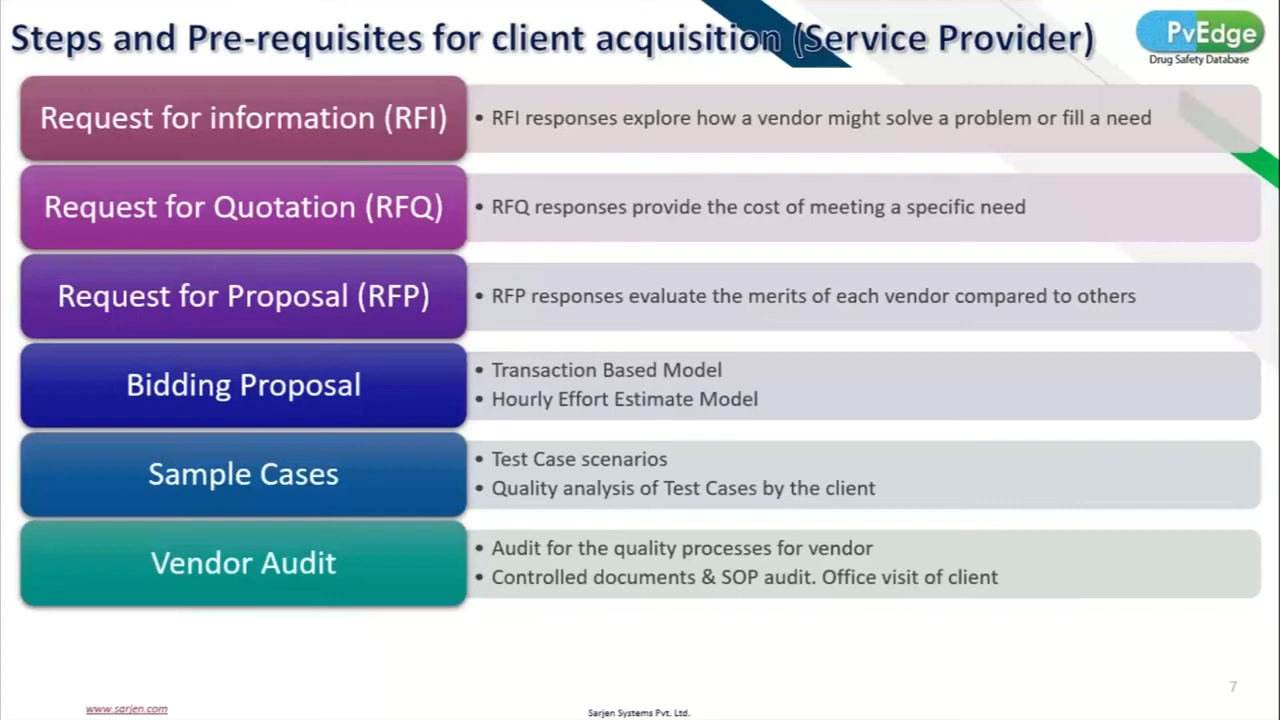 Steps and Pre-requisites for client acquisition (Service Provider)
PvEdge
Drug Safety Database
Request for information (RFI)
• RFI responses explore how a vendor might solve a problem or fill a need
Request for Quotation (RFQ)
• RFQ responses provide the cost of meeting a specific need
Request for Proposal (RFP)
• RFP responses evaluate the merits of each vendor compared to others
Bidding Proposal
• Transaction Based Model
• Hourly Effort Estimate Model
Sample Cases
• Test Case scenarios
• Quality analysis of Test Cases by the client
Vendor Audit
• Audit for the quality processes for vendor
• Controlled documents & SOP audit. Office visit of client
7
www.sarjen.com
Sarjen Systems Pvt. Ltd.